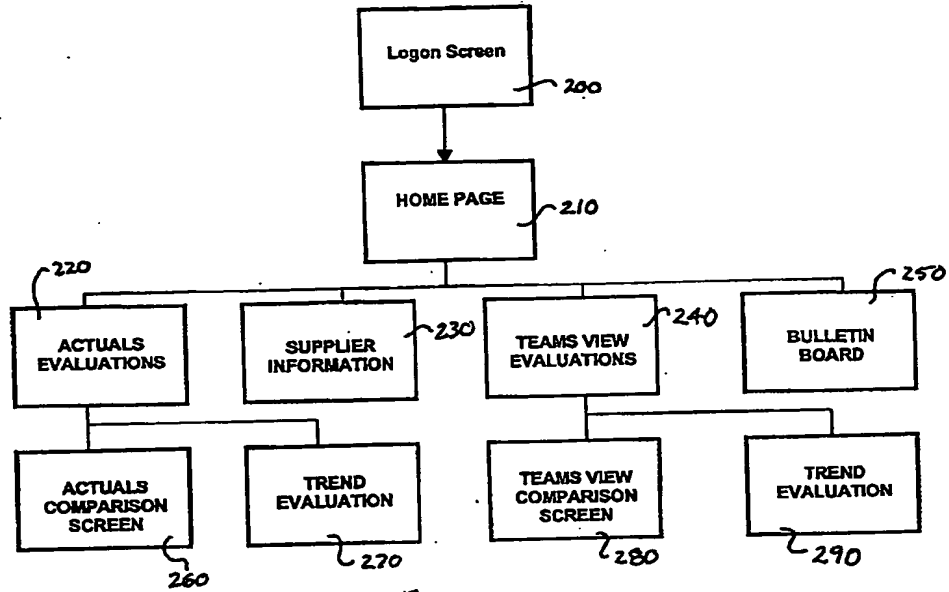 Logon Screen
200
HOME PAGE
210
220
ACTUALS
EVALUATIONS
SUPPLIER
INFORMATION
230
TEAMS VIEW
EVALUATIONS
240
250
BULLETIN
BOARD
ACTUALS
COMPARISON
SCREEN
260
TREND
EVALUATION
270
TEAMS VIEW
COMPARISON
SCREEN
280
TREND
EVALUATION
290